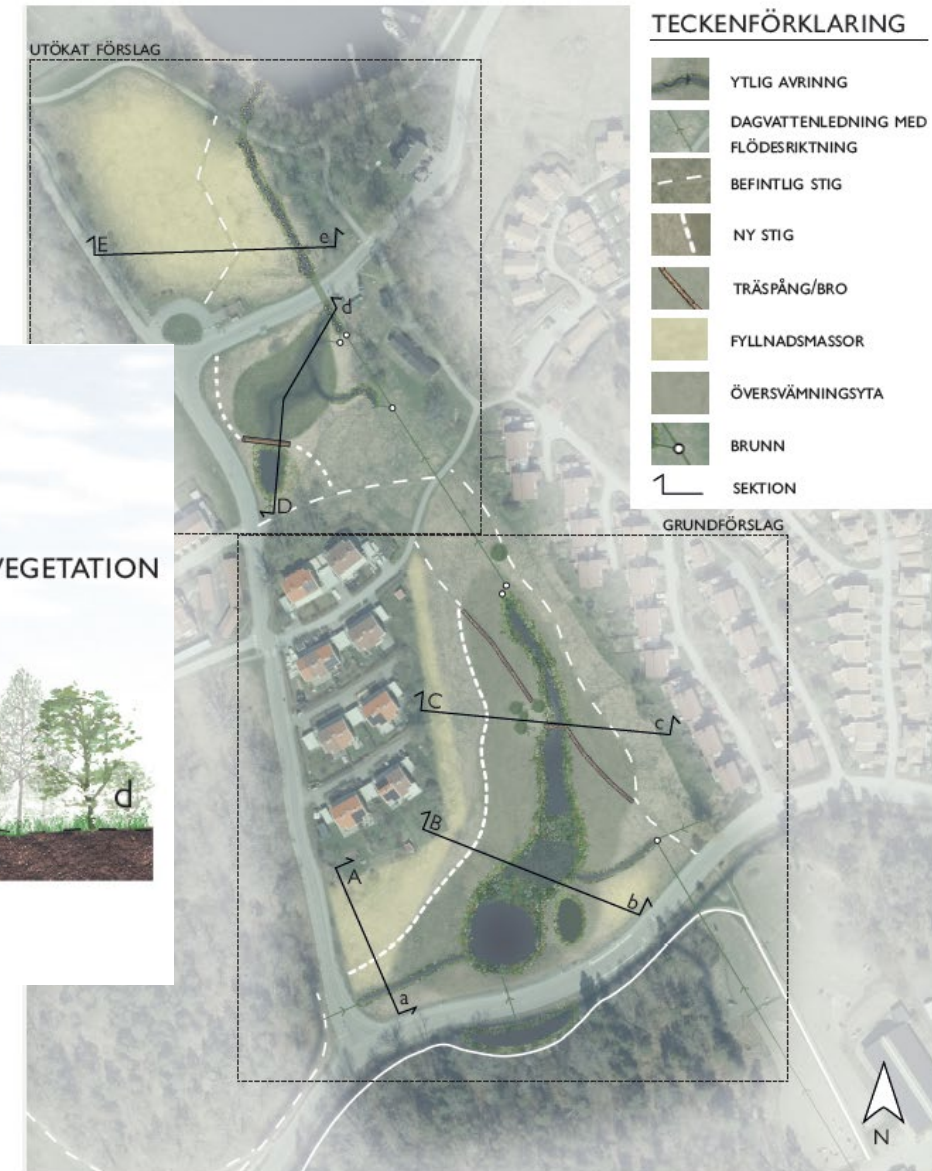 TECKENFÖRKLARING
YTLIG AVRINNG
DAGVATTENLEDNING MED
FLÖDESRIKTNING
BEFINTLIG STIG
NY STIG
TRÄSPÅNG/BRO
FYLLNADSMASSOR
ÖVERSVÄMNINGSYTA
BRUNN
SEKTION
UTÖKAT FÖRSLAG
E
e
d
D
GRUNDFÖRSLAG
C
c
B
b
A
a
N
VEGETATION
d